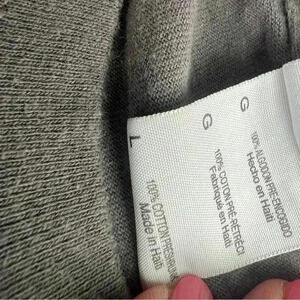 L
100% COTTON PRESHRUNK
Made in Haiti
G
100% COTON PRÉ-RÉTRÉCI
Fabriqué en Haïti
G
100% ALGODON PRE-ENCOGIDO
Hecho en Haiti